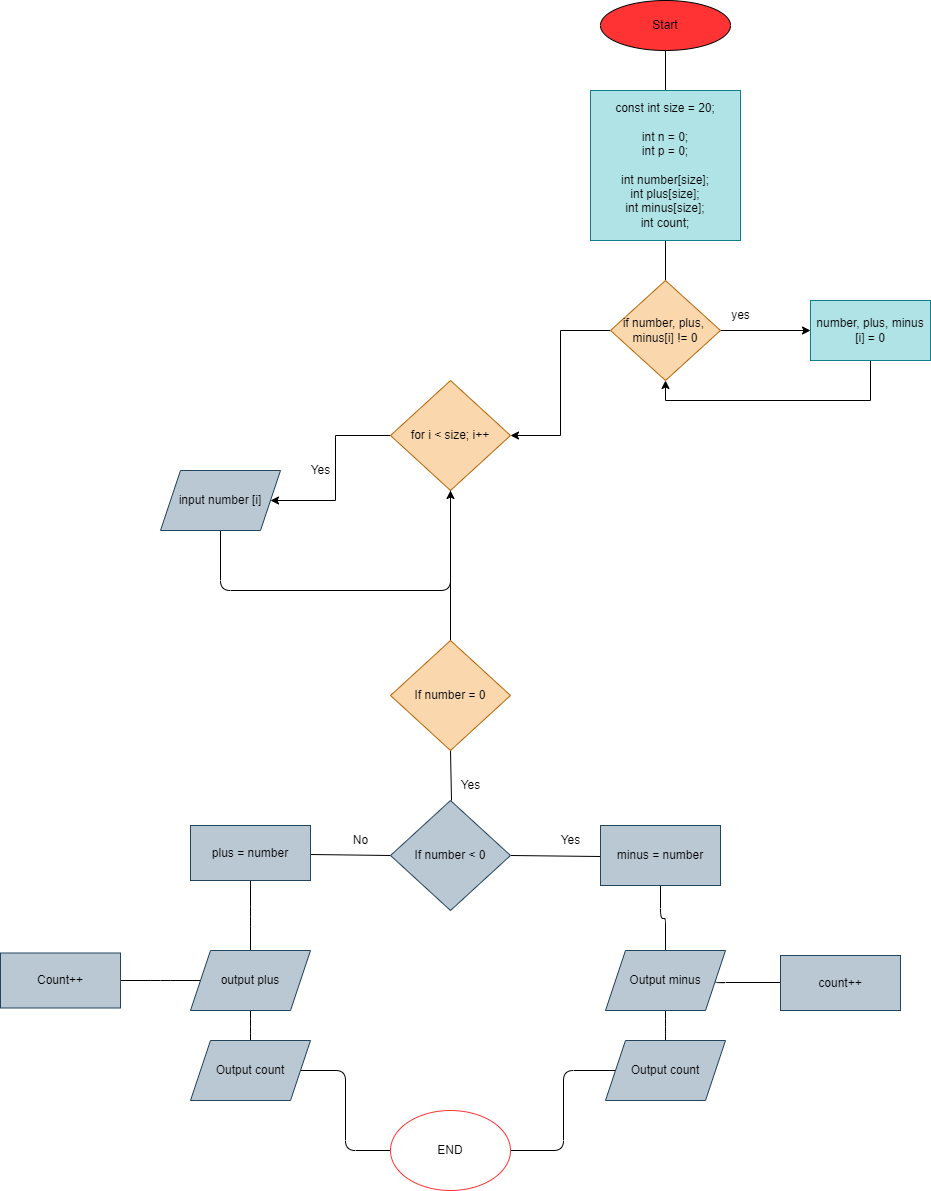 Start
const int size = 20;
int n = 0;
int p = 0;
int number[size];
int plus[size];
int minus[size];
int count;
if number, plus,
minus[i] != 0
yes
number, plus, minus
[i] = 0
for i < size; i++
Yes
input number [i]
If number = 0
Yes
If number < 0
No
Yes
plus = number
minus = number
Count++
output plus
Output minus
count++
Output count
Output count
END